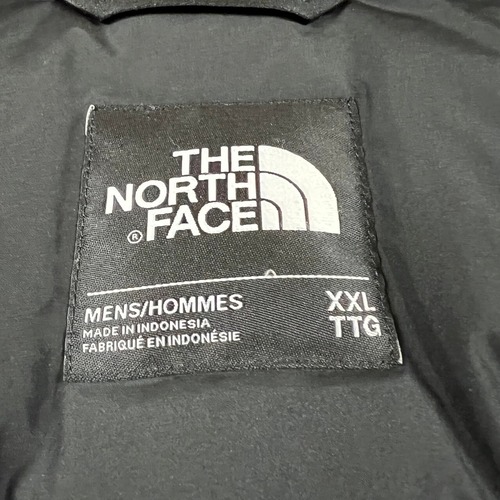 THE
NORTH
FACE
®
MENS/HOMMES XXL
MADE IN INDONESIA TTG
FABRIQUÉ EN INDONÉSIE